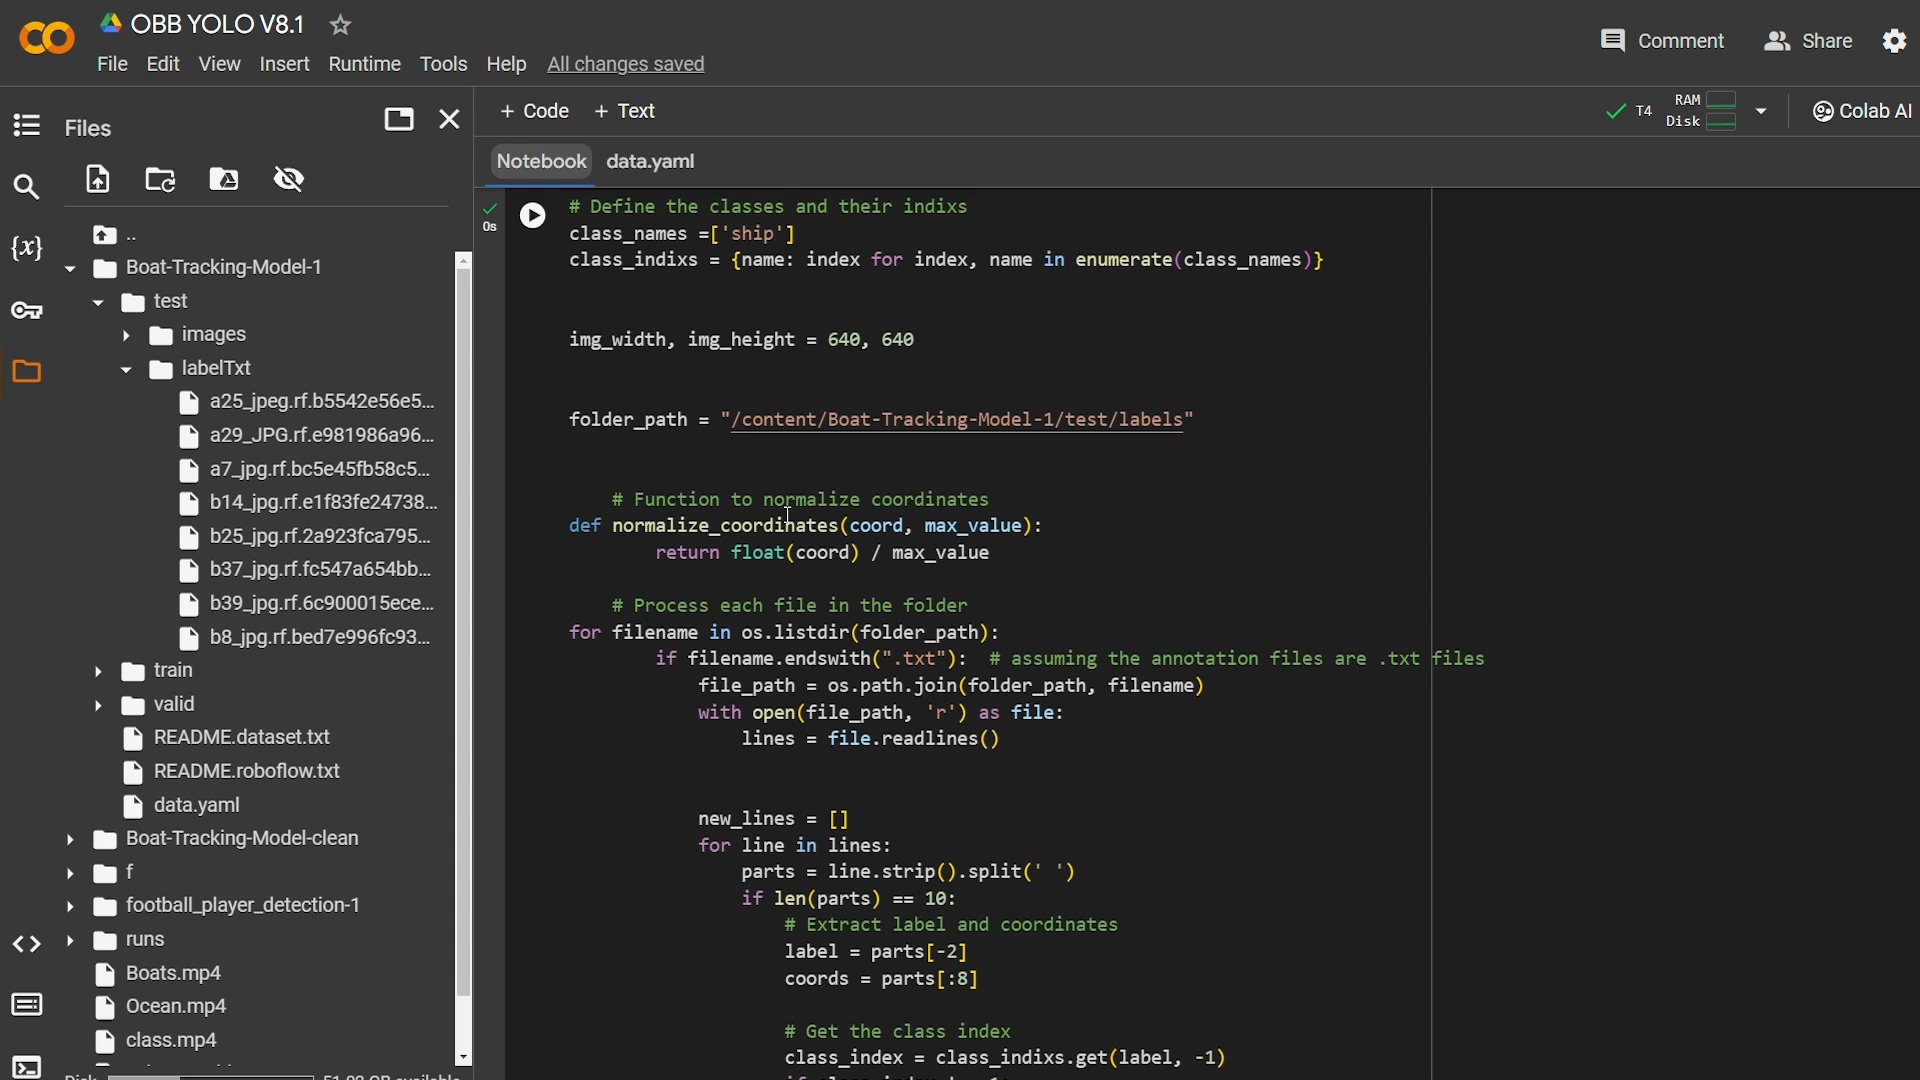 OBB YOLO V8.1
File Edit View Insert Runtime Tools Help All changes saved
Comment
Share
Files
+ Code + Text
T4
RAM
Disk
Colab AI
Notebook data.yaml
{x}
..
Boat-Tracking-Model-1
test
images
labelTxt
a25_jpeg.rf.b5542e56e5...
a29_JPG.rf.e981986a96...
a7_jpg.rf.bc5e45fb58c5...
b14_jpg.rf.e1f83fe24738...
b25_jpg.rf.2a923fca795...
b37_jpg.rf.fc547a654bb...
b39_jpg.rf.6c900015ece...
b8_jpg.rf.bed7e996fc93...
train
valid
README.dataset.txt
README.roboflow.txt
data.yaml
Boat-Tracking-Model-clean
f
football_player_detection-1
runs
Boats.mp4
Ocean.mp4
class.mp4
0s
# Define the classes and their indixs
class_names =['ship']
class_indixs = {name: index for index, name in enumerate(class_names)}
img_width, img_height = 640, 640
folder_path = "/content/Boat-Tracking-Model-1/test/labels"
# Function to normalize coordinates
def normalize_coordinates(coord, max_value):
return float(coord) / max_value
# Process each file in the folder
for filename in os.listdir(folder_path):
if filename.endswith(".txt"): # assuming the annotation files are .txt files
file_path = os.path.join(folder_path, filename)
with open(file_path, 'r') as file:
lines = file.readlines()
new_lines = []
for line in lines:
parts = line.strip().split(' ')
if len(parts) == 10:
# Extract label and coordinates
label = parts[-2]
coords = parts[:8]
# Get the class index
class_index = class_indixs.get(label, -1)